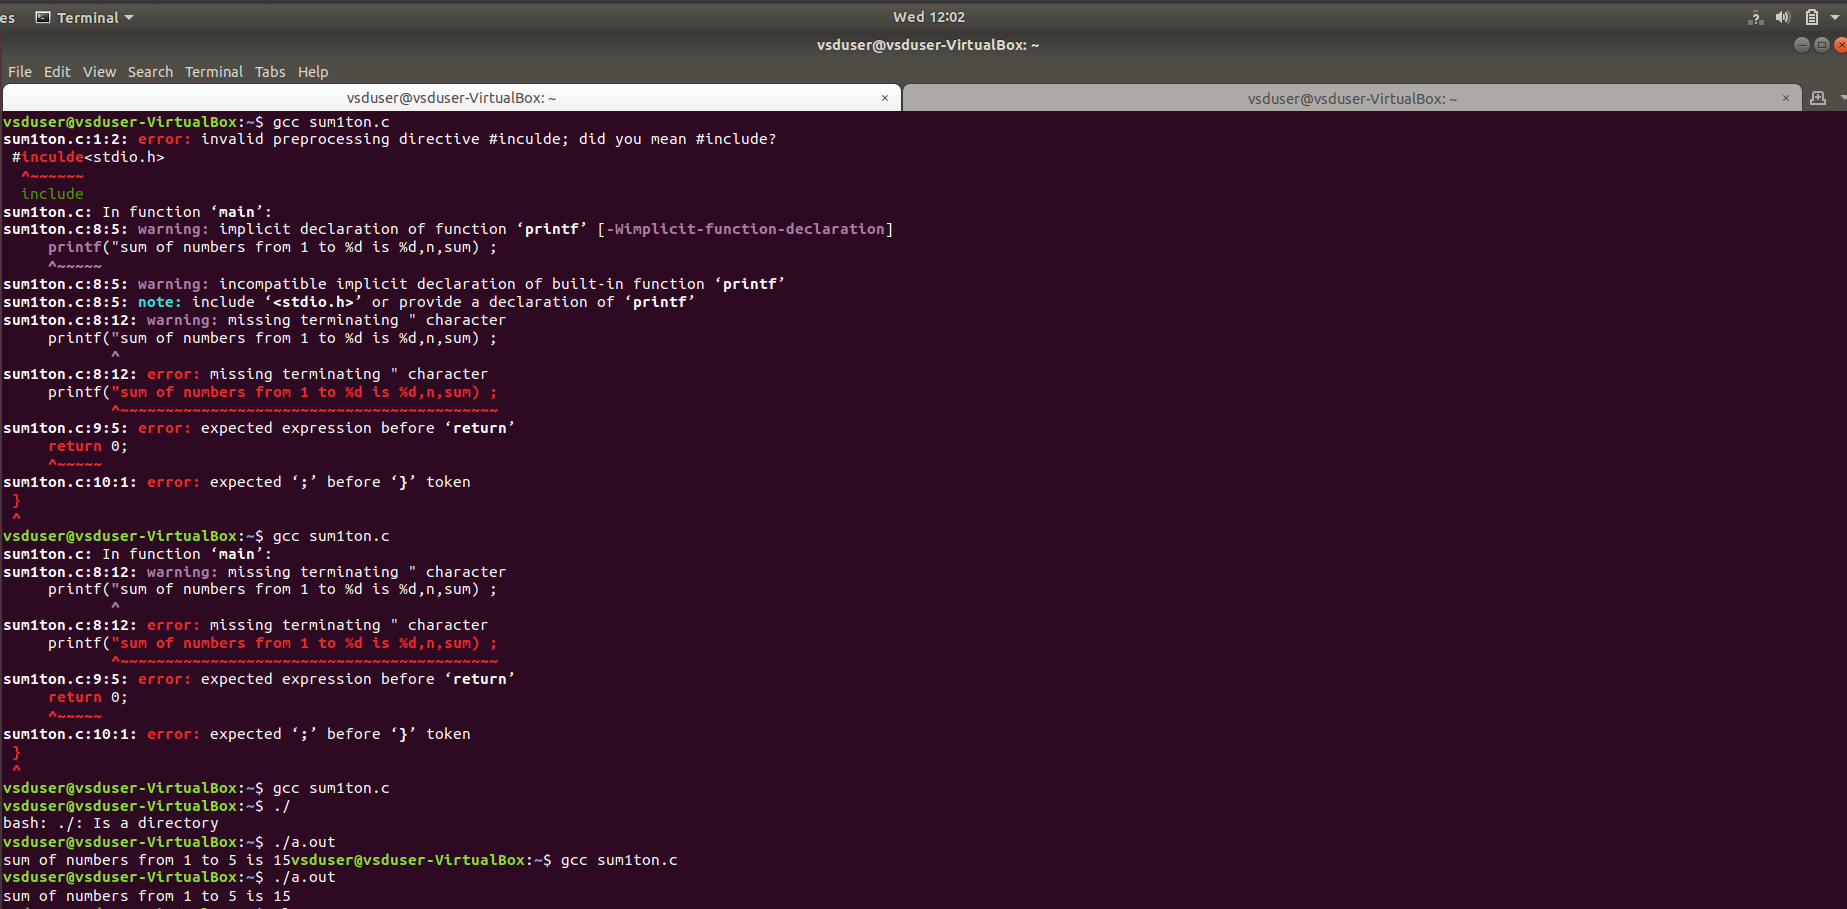 es Terminal Wed 12:02 ?
vsduser@vsduser-VirtualBox: ~
File Edit View Search Terminal Tabs Help
vsduser@vsduser-VirtualBox: ~ × vsduser@vsduser-VirtualBox: ~ ×
vsduser@vsduser-VirtualBox:~$ gcc sum1ton.c
sum1ton.c:1:2: error: invalid preprocessing directive #inculde; did you mean #include?
 #inculde<stdio.h>
  ^~~~~~~
  include
sum1ton.c: In function ‘main’:
sum1ton.c:8:5: warning: implicit declaration of function ‘printf’ [-Wimplicit-function-declaration]
     printf("sum of numbers from 1 to %d is %d,n,sum) ;
     ^~~~~~
sum1ton.c:8:5: warning: incompatible implicit declaration of built-in function ‘printf’
sum1ton.c:8:5: note: include ‘<stdio.h>’ or provide a declaration of ‘printf’
sum1ton.c:8:12: warning: missing terminating " character
     printf("sum of numbers from 1 to %d is %d,n,sum) ;
            ^
sum1ton.c:8:12: error: missing terminating " character
     printf("sum of numbers from 1 to %d is %d,n,sum) ;
            ^~~~~~~~~~~~~~~~~~~~~~~~~~~~~~~~~~~~~~~~~~~
sum1ton.c:9:5: error: expected expression before ‘return’
     return 0;
     ^~~~~~
sum1ton.c:10:1: error: expected ‘;’ before ‘}’ token
 }
 ^
vsduser@vsduser-VirtualBox:~$ gcc sum1ton.c
sum1ton.c: In function ‘main’:
sum1ton.c:8:12: warning: missing terminating " character
     printf("sum of numbers from 1 to %d is %d,n,sum) ;
            ^
sum1ton.c:8:12: error: missing terminating " character
     printf("sum of numbers from 1 to %d is %d,n,sum) ;
            ^~~~~~~~~~~~~~~~~~~~~~~~~~~~~~~~~~~~~~~~~~~
sum1ton.c:9:5: error: expected expression before ‘return’
     return 0;
     ^~~~~~
sum1ton.c:10:1: error: expected ‘;’ before ‘}’ token
 }
 ^
vsduser@vsduser-VirtualBox:~$ gcc sum1ton.c
vsduser@vsduser-VirtualBox:~$ ./
bash: ./: Is a directory
vsduser@vsduser-VirtualBox:~$ ./a.out
sum of numbers from 1 to 5 is 15vsduser@vsduser-VirtualBox:~$ gcc sum1ton.c
vsduser@vsduser-VirtualBox:~$ ./a.out
sum of numbers from 1 to 5 is 15